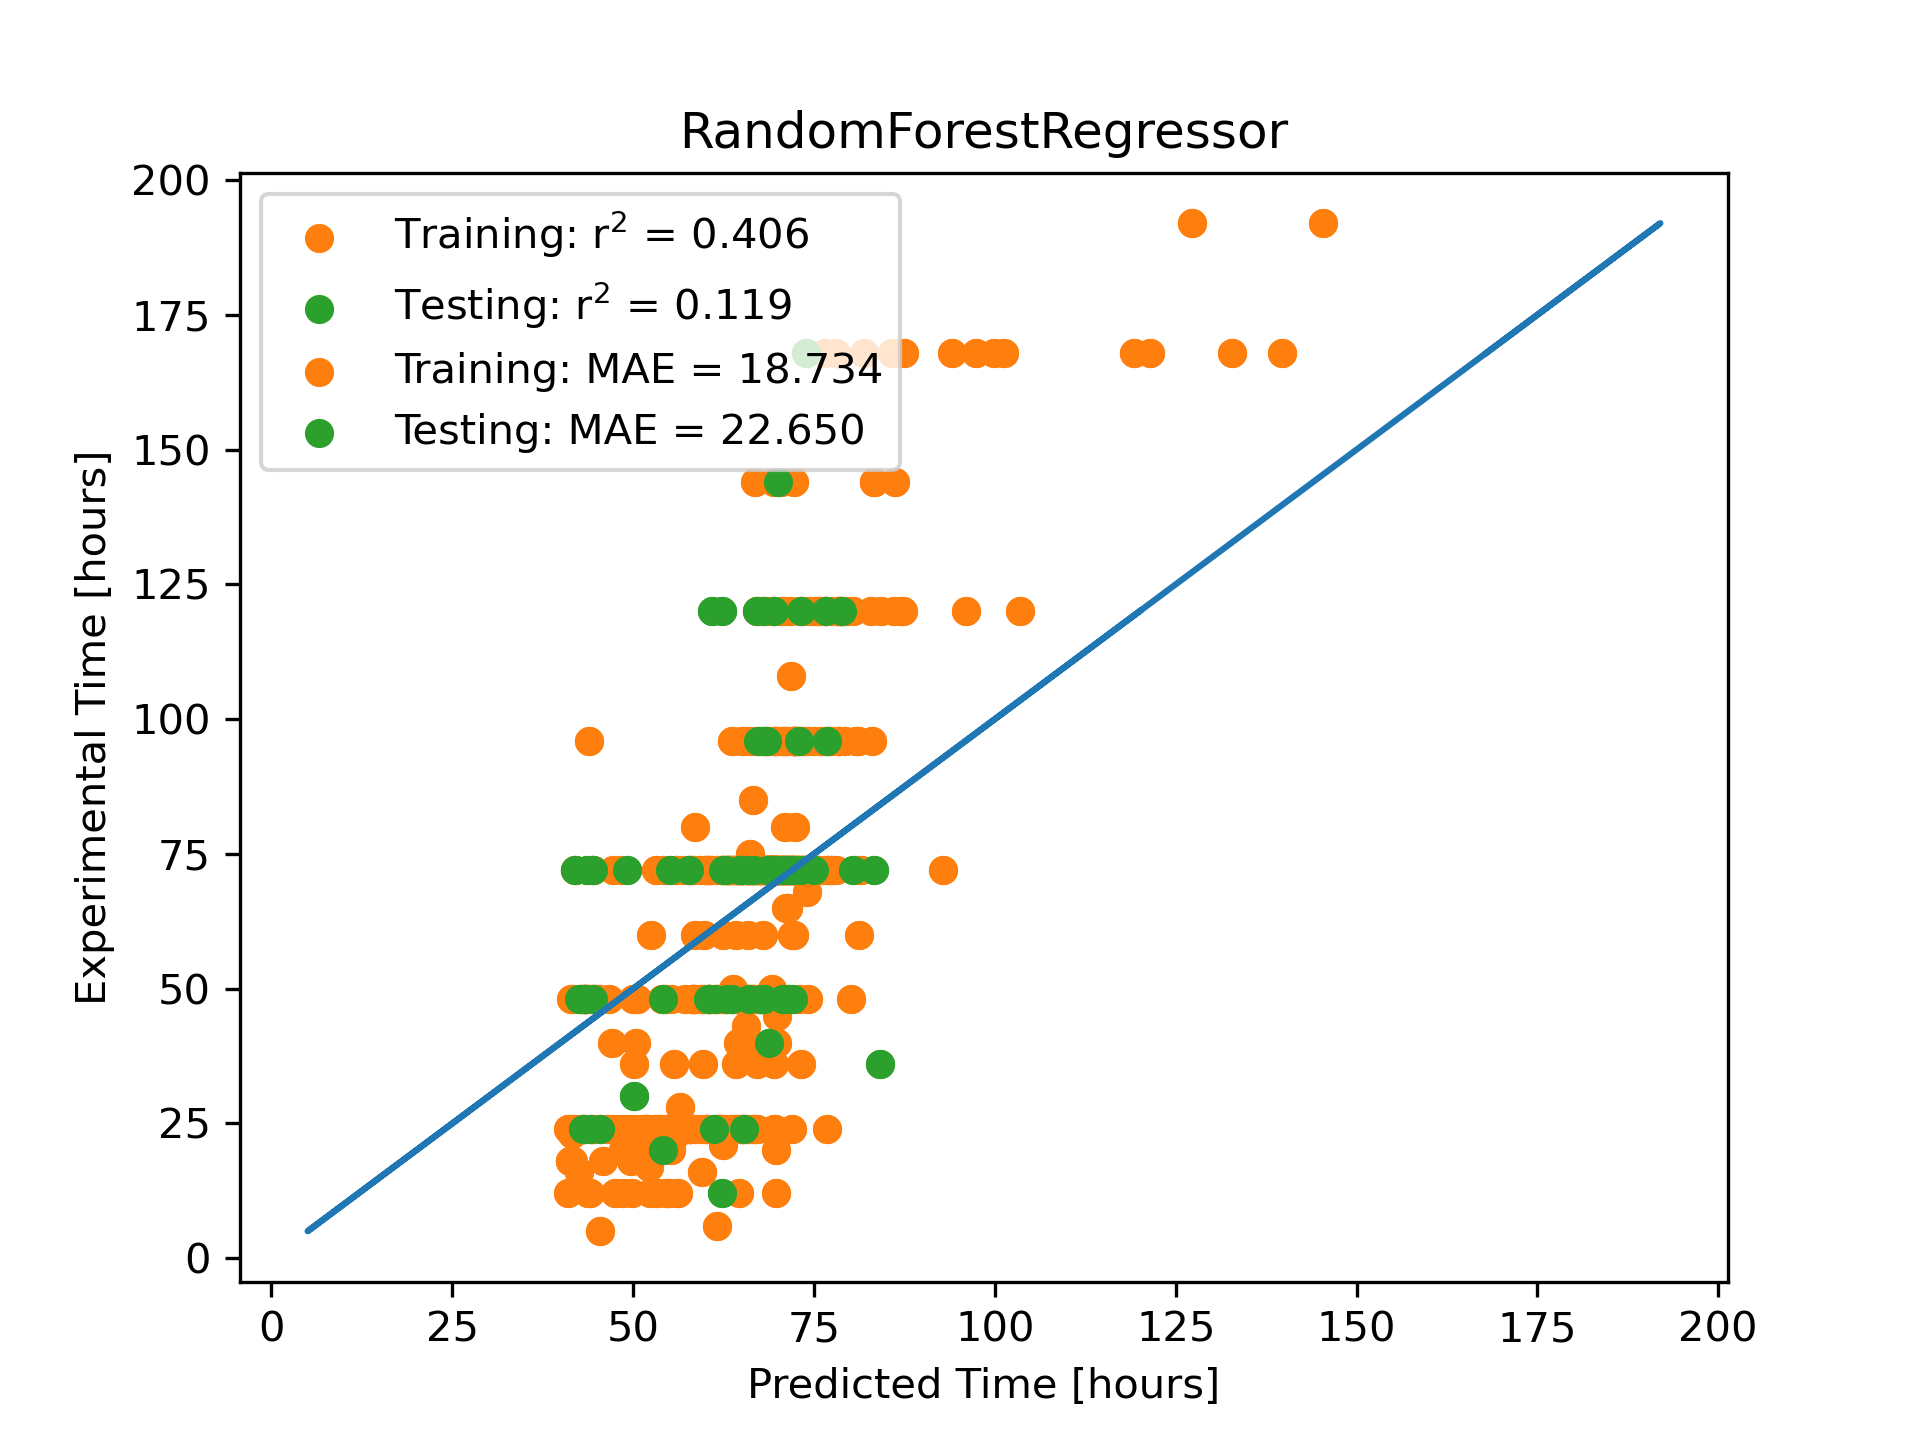 RandomForestRegressor
Training: r² = 0.406
Testing: r² = 0.119
Training: MAE = 18.734
Testing: MAE = 22.650
Experimental Time [hours]
200
175
150
125
100
75
50
25
0
0 25 50 75 100 125 150 175 200
Predicted Time [hours]